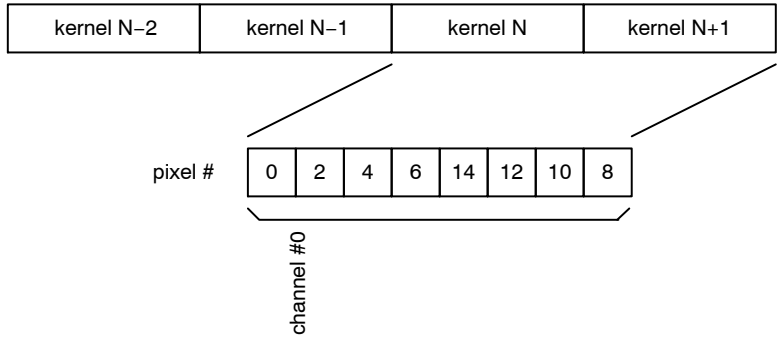 kernel N−2 kernel N−1 kernel N kernel N+1
pixel # 0 2 4 6 14 12 10 8
channel #0